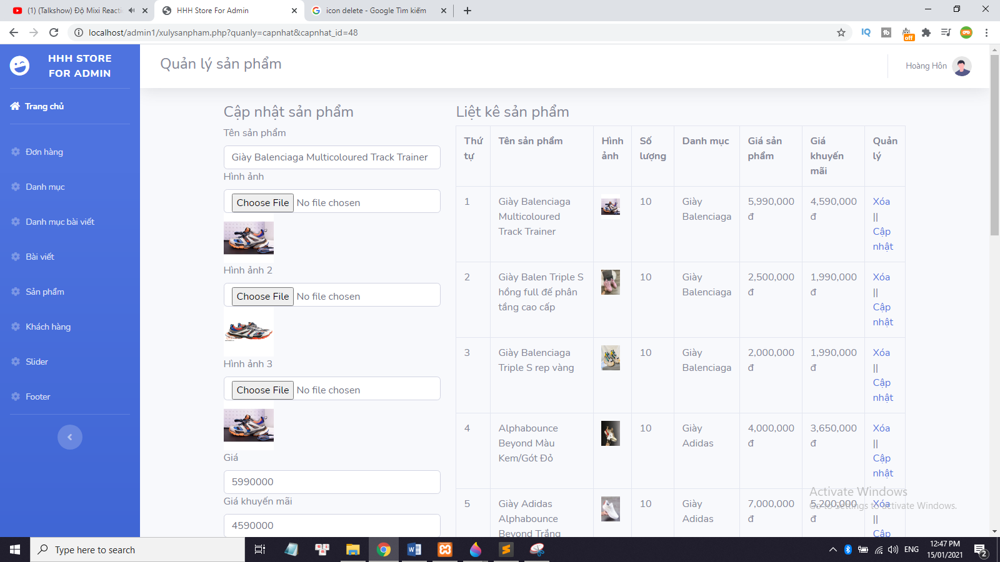 (1) (Talkshow) Độ Mixi Reacti
HHH Store For Admin
icon delete - Google Tìm kiếm
localhost/admin1/xulysanpham.php?quanly=capnhat&capnhat_id=48
off
HHH STORE
FOR ADMIN
Trang chủ
Đơn hàng
Danh mục
Danh mục bài viết
Bài viết
Sản phẩm
Khách hàng
Slider
Footer
Quản lý sản phẩm
Hoàng Hôn
Cập nhật sản phẩm
Tên sản phẩm
Giày Balenciaga Multicoloured Track Trainer
Hình ảnh
Choose File No file chosen
Hình ảnh 2
Choose File No file chosen
Hình ảnh 3
Choose File No file chosen
Giá
5990000
Giá khuyến mãi
4590000
Liệt kê sản phẩm
Thứ tự
Tên sản phẩm
Hình ảnh
Số lượng
Danh mục
Giá sản phẩm
Giá khuyến mãi
Quản lý
1
Giày Balenciaga
Multicoloured
Track Trainer
10
Giày
Balenciaga
5,990,000
đ
4,590,000
đ
Xóa
||
Cập
nhật
2
Giày Balen Triple S
hồng full đế phân
tầng cao cấp
10
Giày
Balenciaga
2,500,000
đ
1,990,000
đ
Xóa
||
Cập
nhật
3
Giày Balenciaga
Triple S rep vàng
10
Giày
Balenciaga
2,000,000
đ
1,990,000
đ
Xóa
||
Cập
nhật
4
Alphabounce
Beyond Màu
Kem/Gót Đỏ
10
Giày
Adidas
4,000,000
đ
3,650,000
đ
Xóa
||
Cập
nhật
5
Giày Adidas
Alphabounce
Beyond Trắng
10
Giày
Adidas
7,000,000
đ
5,200,000
đ
Xóa
||
Cập
Activate Windows
Go to Settings to activate Windows.
Type here to search
ENG
12:47 PM
15/01/2021
2